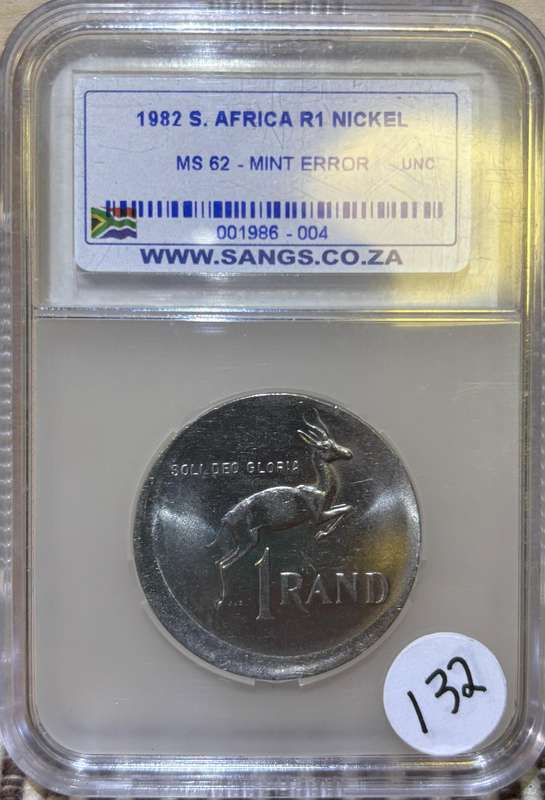 1982 S. AFRICA R1 NICKEL
MS 62 - MINT ERROR - UNC
001986 - 004
WWW.SANGS.CO.ZA
SOLI DEO GLORIA
1 RAND
132